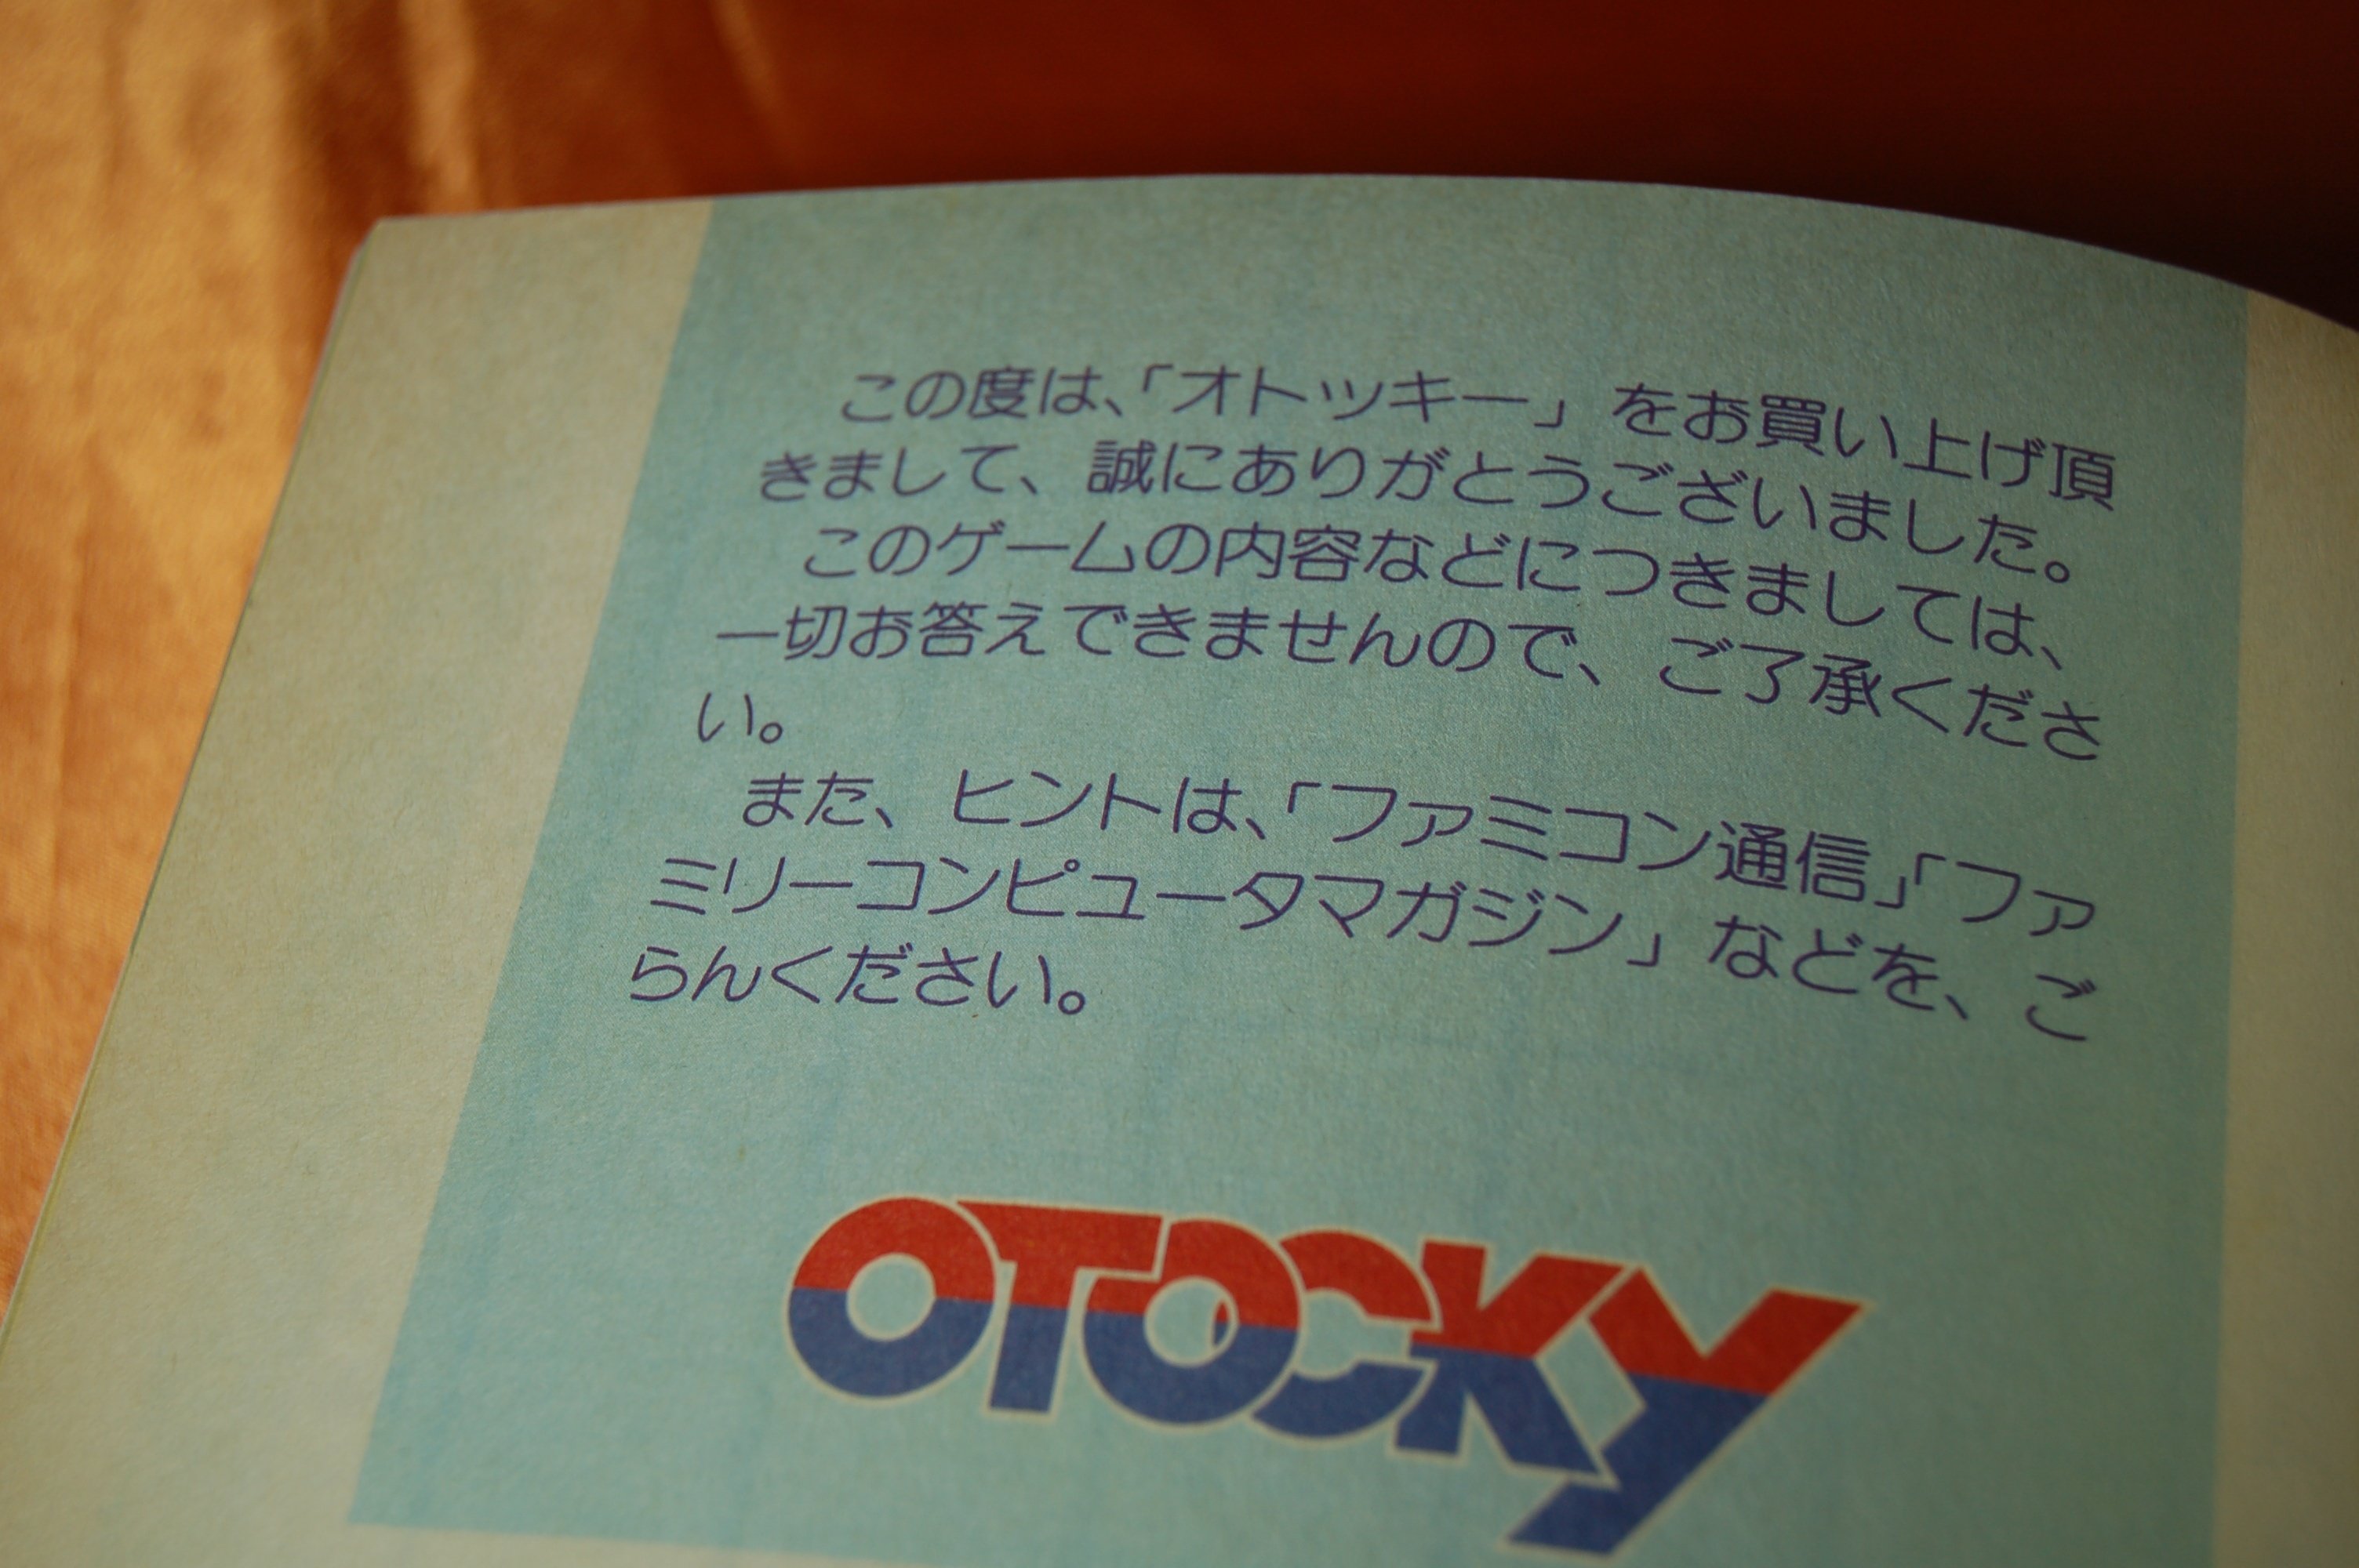 この度は、「オトッキー」をお買い上げ頂
きまして、誠にありがとうございました。
このゲームの内容などにつきましては、
一切お答えできませんので、ご了承くださ
い。
また、ヒントは、「ファミコン通信」「ファ
ミリーコンピュータマガジン」などを、ご
らんください。
OTOCKY